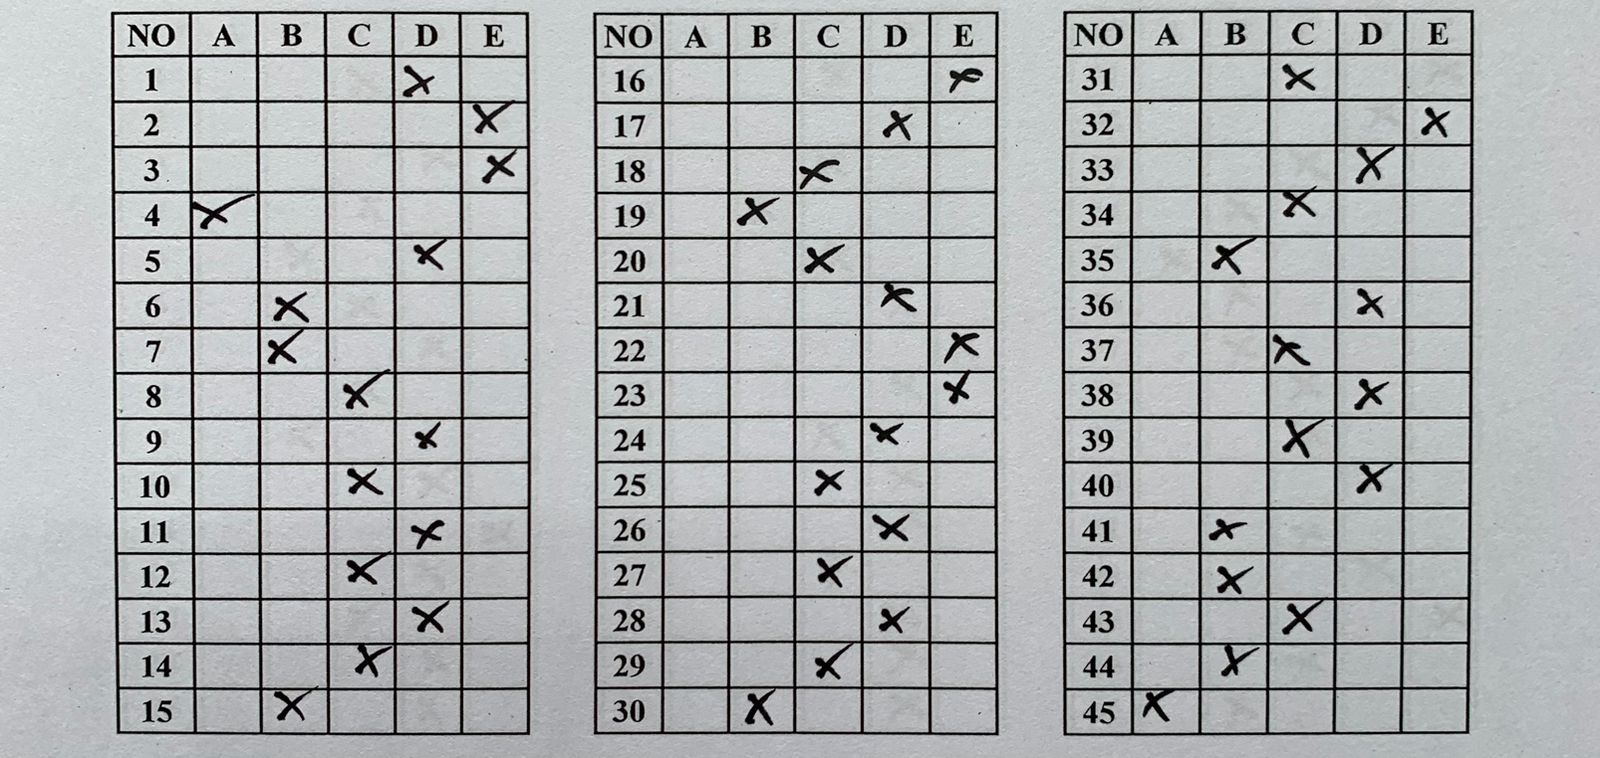 NO A B C D E
1 X
2 X
3 X
4 X
5 X
6 X
7 X
8 X
9 X
10 X
11 X
12 X
13 X
14 X
15 X
NO A B C D E
16 X
17 X
18 X
19 X
20 X
21 X
22 X
23 X
24 X
25 X
26 X
27 X
28 X
29 X
30 X
NO A B C D E
31 X
32 X
33 X
34 X
35 X
36 X
37 X
38 X
39 X
40 X
41 X
42 X
43 X
44 X
45 X